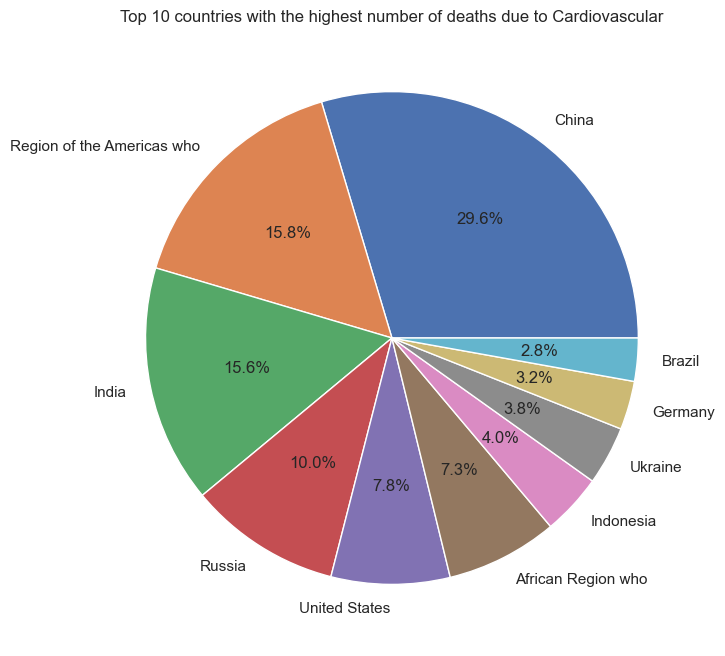 Top 10 countries with the highest number of deaths due to Cardiovascular
China
29.6%
Region of the Americas who
15.8%
India
15.6%
Russia
10.0%
United States
7.8%
African Region who
7.3%
Indonesia
4.0%
Ukraine
3.8%
Germany
3.2%
Brazil
2.8%